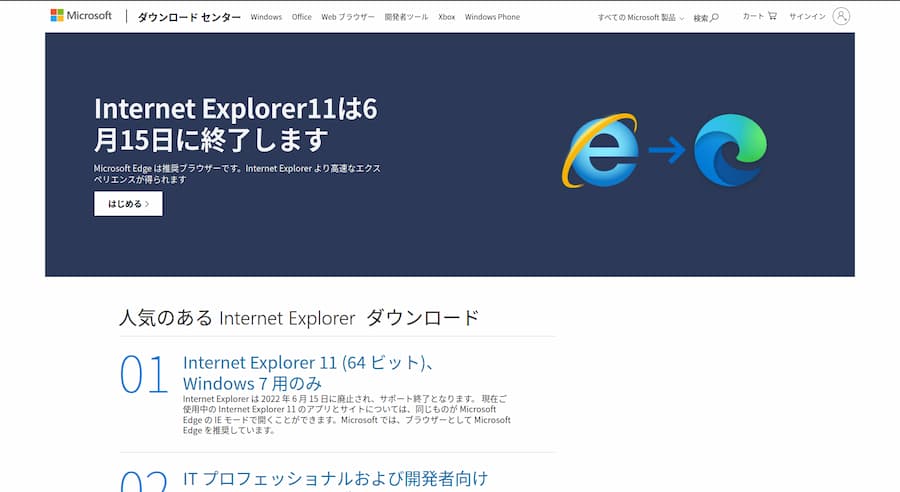 Microsoft ダウンロード センター Windows Office Web ブラウザー 開発者ツール Xbox Windows Phone すべての Microsoft 製品 検索 カート サインイン
Internet Explorer11は6
月15日に終了します
Microsoft Edge は推奨ブラウザーです。Internet Explorer より高速なエクス
ペリエンスが得られます
はじめる
人気のある Internet Explorer ダウンロード
01 Internet Explorer 11 (64 ビット)、
Windows 7 用のみ
Internet Explorer は 2022 年 6 月 15 日に廃止され、サポート終了となります。 現在ご
使用中の Internet Explorer 11 のアプリとサイトについては、同じものが Microsoft
Edge の IE モードで開くことができます。Microsoft では、ブラウザーとして Microsoft
Edge を推奨しています。
02 IT プロフェッショナルおよび開発者向け